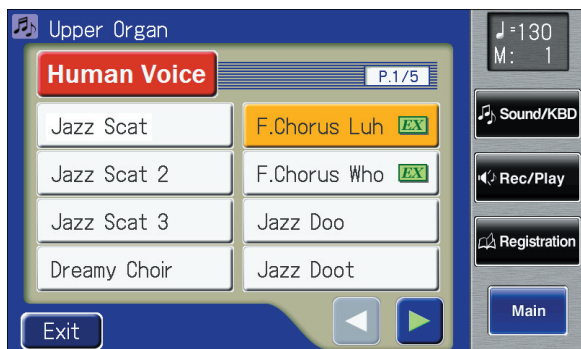 Upper Organ
Human Voice
P.1/5
Jazz Scat
F.Chorus Luh EX
Jazz Scat 2
F.Chorus Who EX
Jazz Scat 3
Jazz Doo
Dreamy Choir
Jazz Doot
Exit
♩=130
M: 1
Sound/KBD
Rec/Play
Registration
Main